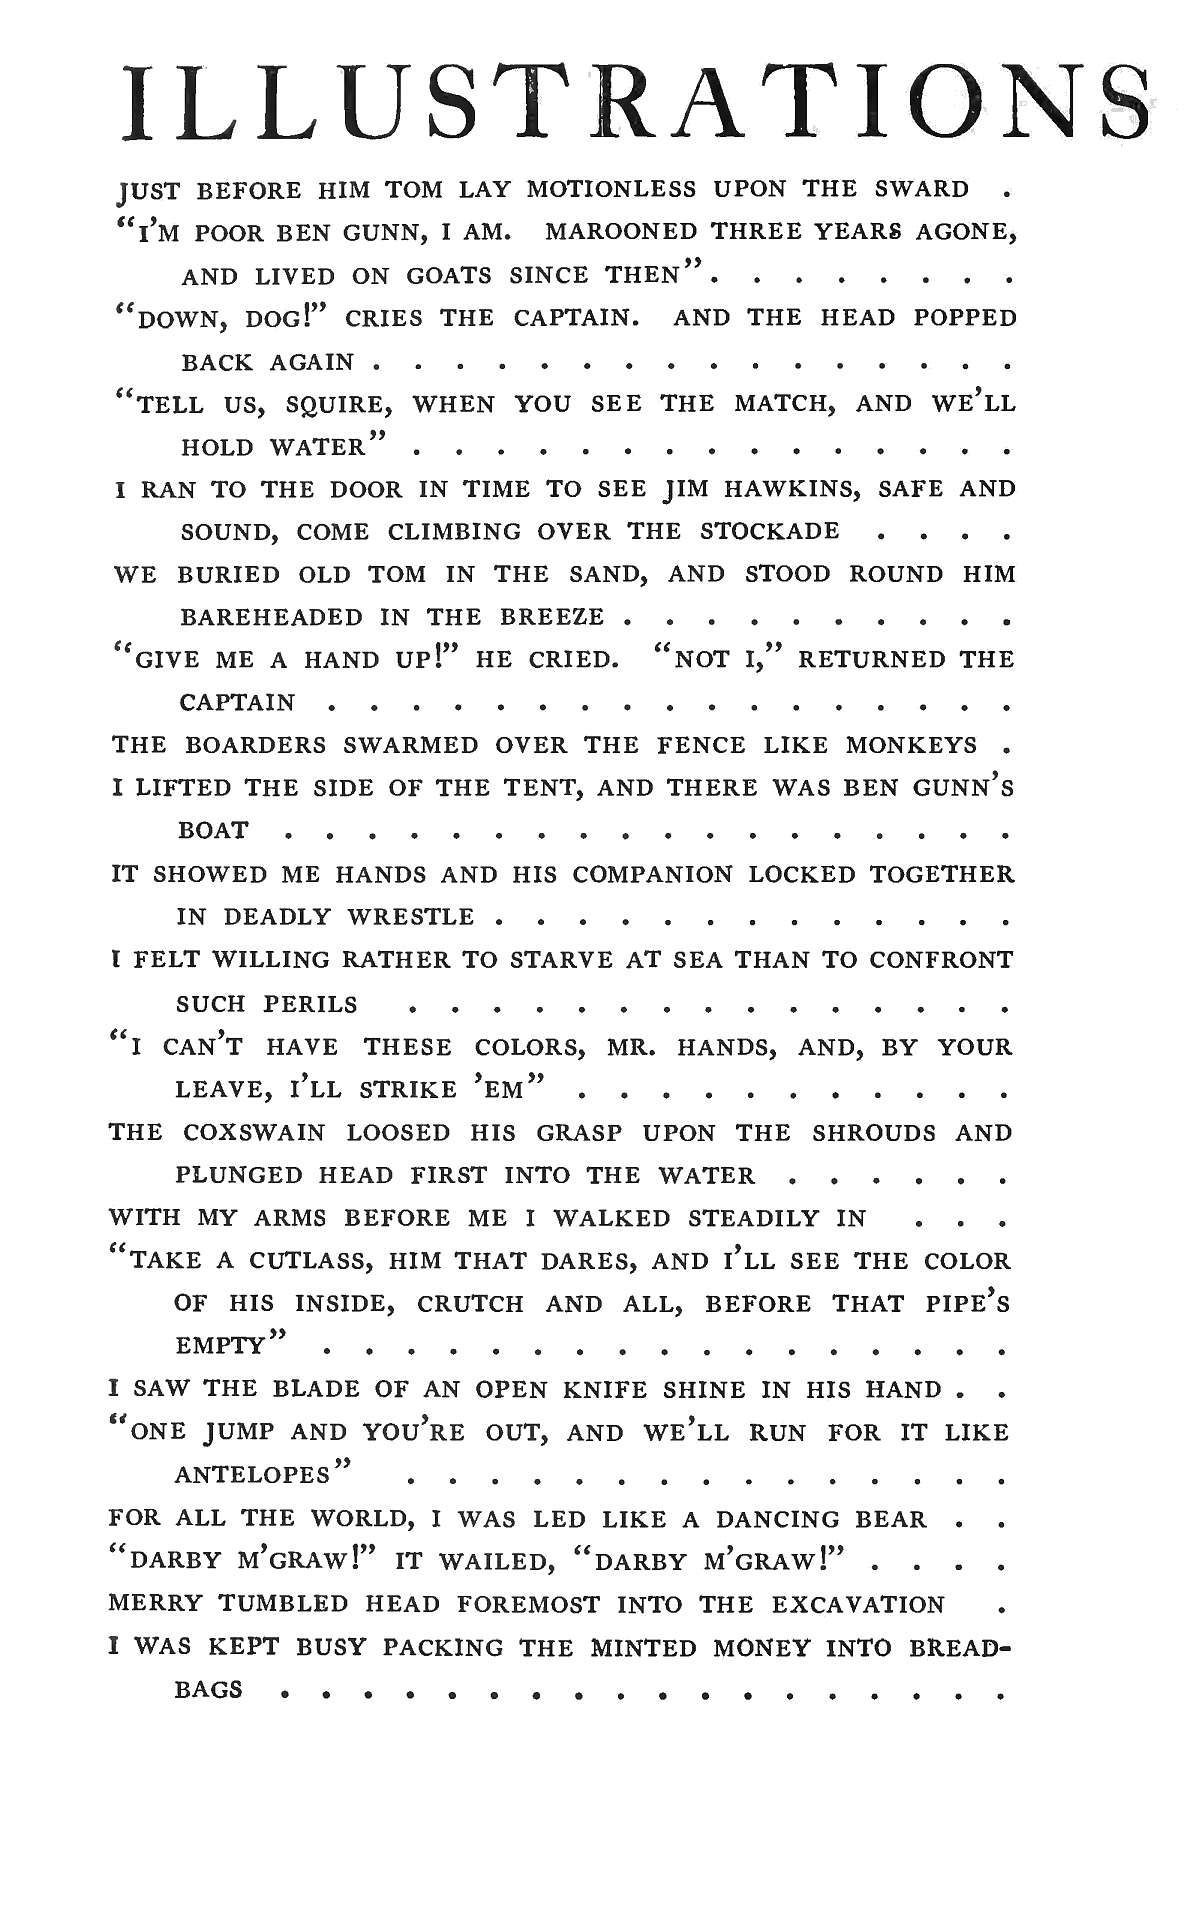 ILLUSTRATIONS
JUST BEFORE HIM TOM LAY MOTIONLESS UPON THE SWARD .
“I’M POOR BEN GUNN, I AM. MAROONED THREE YEARS AGONE,
AND LIVED ON GOATS SINCE THEN” . . . . . . . .
“DOWN, DOG!” CRIES THE CAPTAIN. AND THE HEAD POPPED
BACK AGAIN . . . . . . . . . . . . . . . .
“TELL US, SQUIRE, WHEN YOU SEE THE MATCH, AND WE’LL
HOLD WATER” . . . . . . . . . . . . . . .
I RAN TO THE DOOR IN TIME TO SEE JIM HAWKINS, SAFE AND
SOUND, COME CLIMBING OVER THE STOCKADE . . . .
WE BURIED OLD TOM IN THE SAND, AND STOOD ROUND HIM
BAREHEADED IN THE BREEZE . . . . . . . . . .
“GIVE ME A HAND UP!” HE CRIED. “NOT I,” RETURNED THE
CAPTAIN . . . . . . . . . . . . . . . . .
THE BOARDERS SWARMED OVER THE FENCE LIKE MONKEYS .
I LIFTED THE SIDE OF THE TENT, AND THERE WAS BEN GUNN’S
BOAT . . . . . . . . . . . . . . . . . .
IT SHOWED ME HANDS AND HIS COMPANION LOCKED TOGETHER
IN DEADLY WRESTLE . . . . . . . . . . . . .
I FELT WILLING RATHER TO STARVE AT SEA THAN TO CONFRONT
SUCH PERILS . . . . . . . . . . . . . . .
“I CAN’T HAVE THESE COLORS, MR. HANDS, AND, BY YOUR
LEAVE, I’LL STRIKE ’EM” . . . . . . . . . . .
THE COXSWAIN LOOSED HIS GRASP UPON THE SHROUDS AND
PLUNGED HEAD FIRST INTO THE WATER . . . . . .
WITH MY ARMS BEFORE ME I WALKED STEADILY IN . . .
“TAKE A CUTLASS, HIM THAT DARES, AND I’LL SEE THE COLOR
OF HIS INSIDE, CRUTCH AND ALL, BEFORE THAT PIPE’S
EMPTY” . . . . . . . . . . . . . . . . .
I SAW THE BLADE OF AN OPEN KNIFE SHINE IN HIS HAND . .
“ONE JUMP AND YOU’RE OUT, AND WE’LL RUN FOR IT LIKE
ANTELOPES” . . . . . . . . . . . . . . .
FOR ALL THE WORLD, I WAS LED LIKE A DANCING BEAR . .
“DARBY M’GRAW!” IT WAILED, “DARBY M’GRAW!” . . . .
MERRY TUMBLED HEAD FOREMOST INTO THE EXCAVATION .
I WAS KEPT BUSY PACKING THE MINTED MONEY INTO BREAD-
BAGS . . . . . . . . . . . . . . . . . .